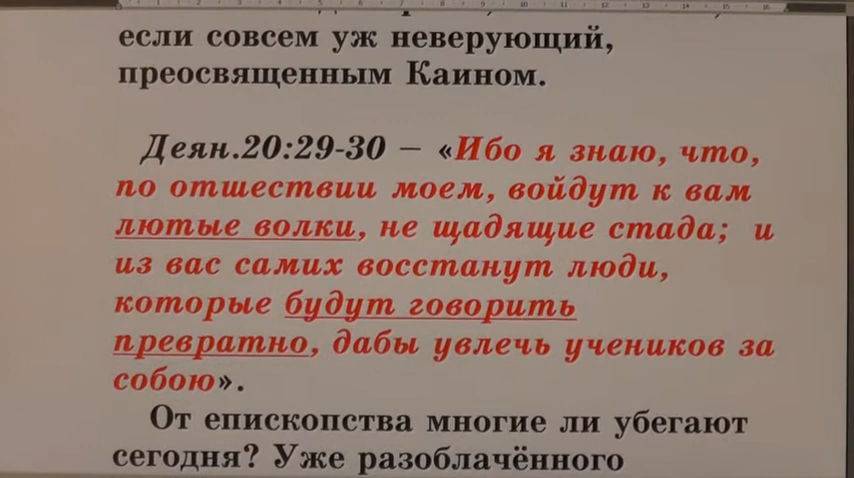 если совсем уж неверующий,
преосвященным Каином.
Деян.20:29-30 – «Ибо я знаю, что,
по отшествии моем, войдут к вам
лютые волки, не щадящие стада; и
из вас самих восстанут люди,
которые будут говорить
превратно, дабы увлечь учеников за
собою».
От епископства многие ли убегают
сегодня? Уже разоблачённого